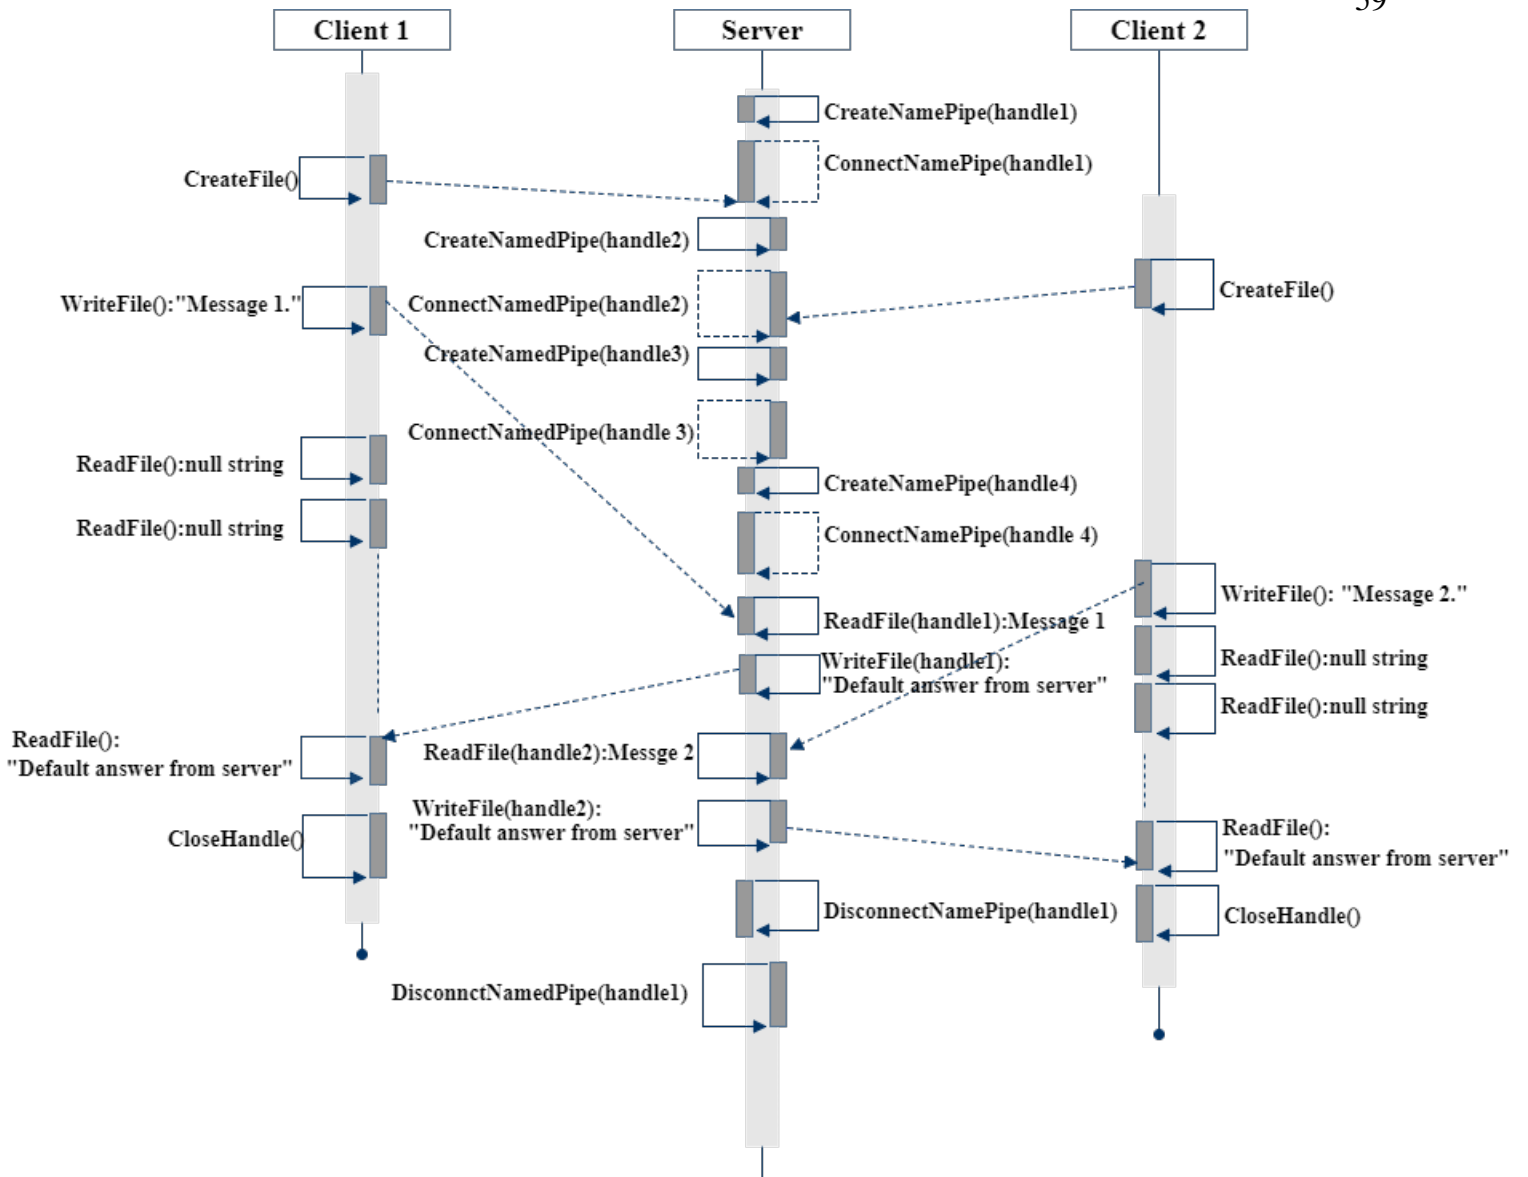 59
Client 1
Server
Client 2
CreateNamePipe(handle1)
ConnectNamePipe(handle1)
CreateFile()
CreateNamedPipe(handle2)
CreateFile()
WriteFile():"Message 1."
ConnectNamedPipe(handle2)
CreateNamedPipe(handle3)
ConnectNamedPipe(handle 3)
ReadFile():null string
CreateNamePipe(handle4)
ReadFile():null string
ConnectNamePipe(handle 4)
WriteFile(): "Message 2."
ReadFile(handle1):Message 1
ReadFile():null string
WriteFile(handle1):
"Default answer from server"
ReadFile():null string
ReadFile():
"Default answer from server"
ReadFile(handle2):Messge 2
WriteFile(handle2):
"Default answer from server"
ReadFile():
"Default answer from server"
CloseHandle()
DisconnectNamePipe(handle1)
CloseHandle()
DisconnctNamedPipe(handle1)